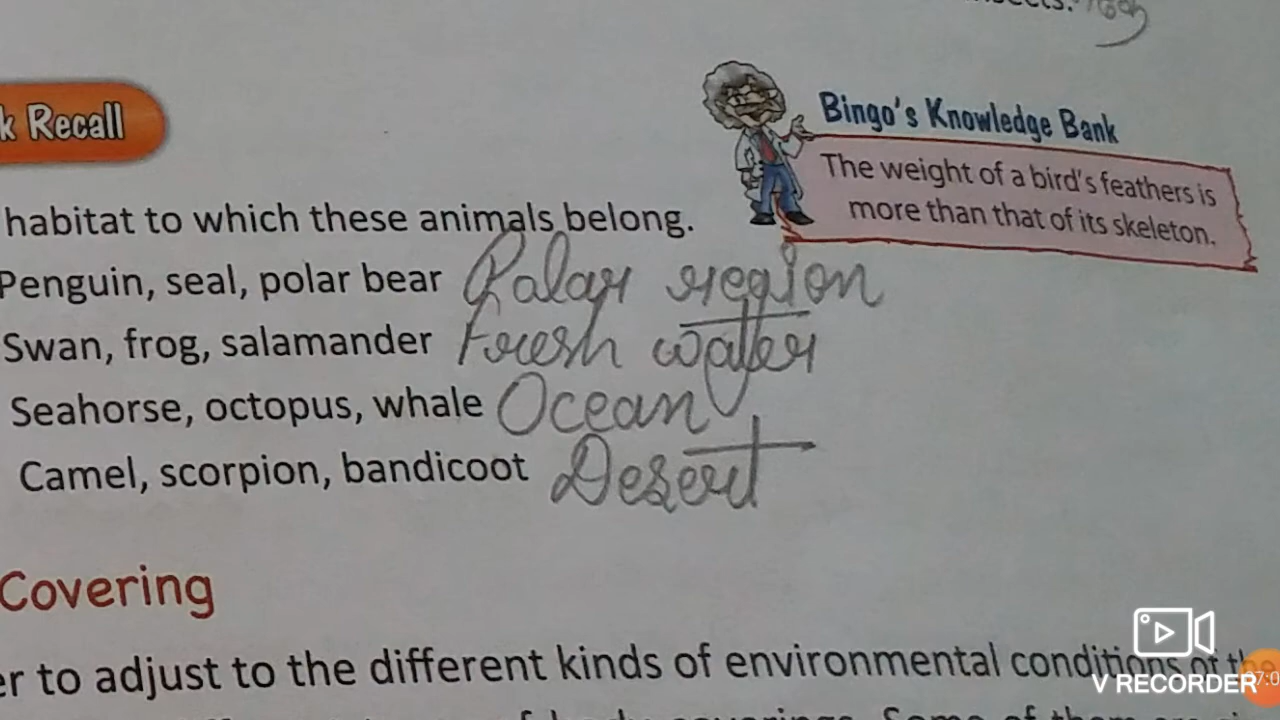 k Recall
Bingo's Knowledge Bank
The weight of a bird's feathers is
more than that of its skeleton.
habitat to which these animals belong.
Penguin, seal, polar bear Polar region
Swan, frog, salamander Fresh water
Seahorse, octopus, whale Ocean
Camel, scorpion, bandicoot Desert
Covering
er to adjust to the different kinds of environmental conditions of the
V RECORDER